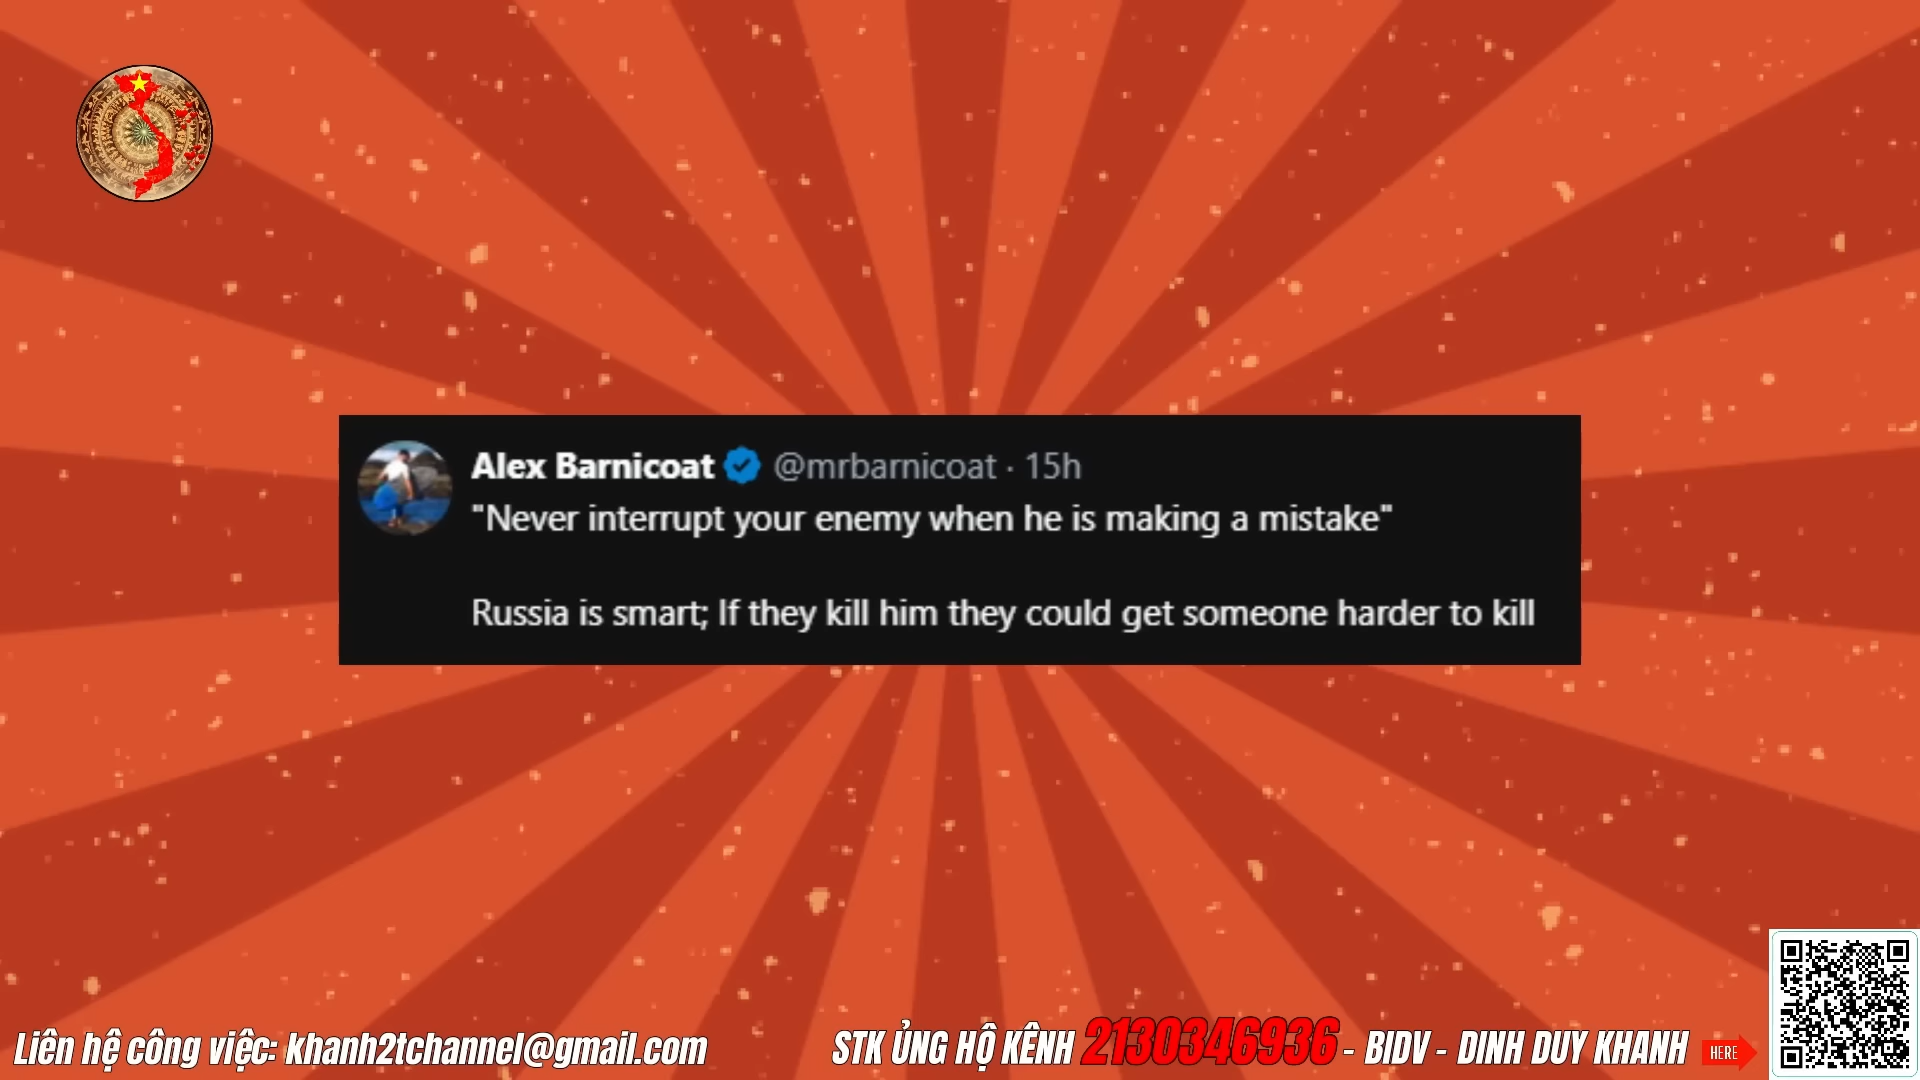 Alex Barnicoat @mrbarnicoat · 15h
"Never interrupt your enemy when he is making a mistake"
Russia is smart; If they kill him they could get someone harder to kill
Liên hệ công việc: khanh2tchannel@gmail.com
STK ỦNG HỘ KÊNH 2130346936 - BIDV - DINH DUY KHANH
HERE